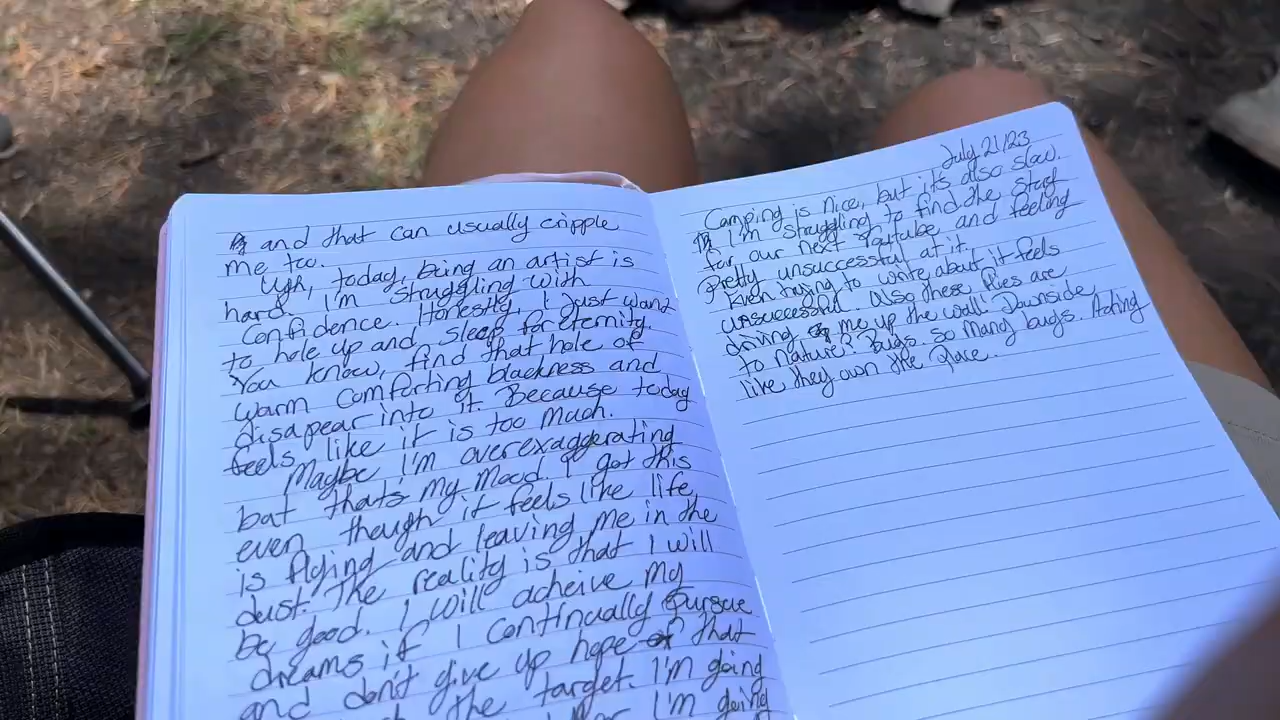 and that can usually cripple
me too.
Ugh, today, being an artist is
hard. I'm struggling with
confidence. Honestly, I just want
to hole up and sleep for eternity.
You know, find that hole of
warm comforting blackness and
disapear into it. Because today
feels like it is too much.
Maybe I'm overexaggerating
but thats my mood. I got this
even though it feels like life
is flying and leaving me in the
dust. The reality is that I will
be good. I will acheive my
dreams if I continually pursue
and don't give up hope that
the target. I'm going
I'm going
July 21/23
Camping is nice, but its also slow.
I'm struggling to find the story
for our next Youtube and feeling
pretty unsuccessful at it.
Even trying to write about it feels
unsuccessful. Also these flies are
driving me up the wall! Downside
to nature? Bugs. So many bugs. Acting
like they own the place..